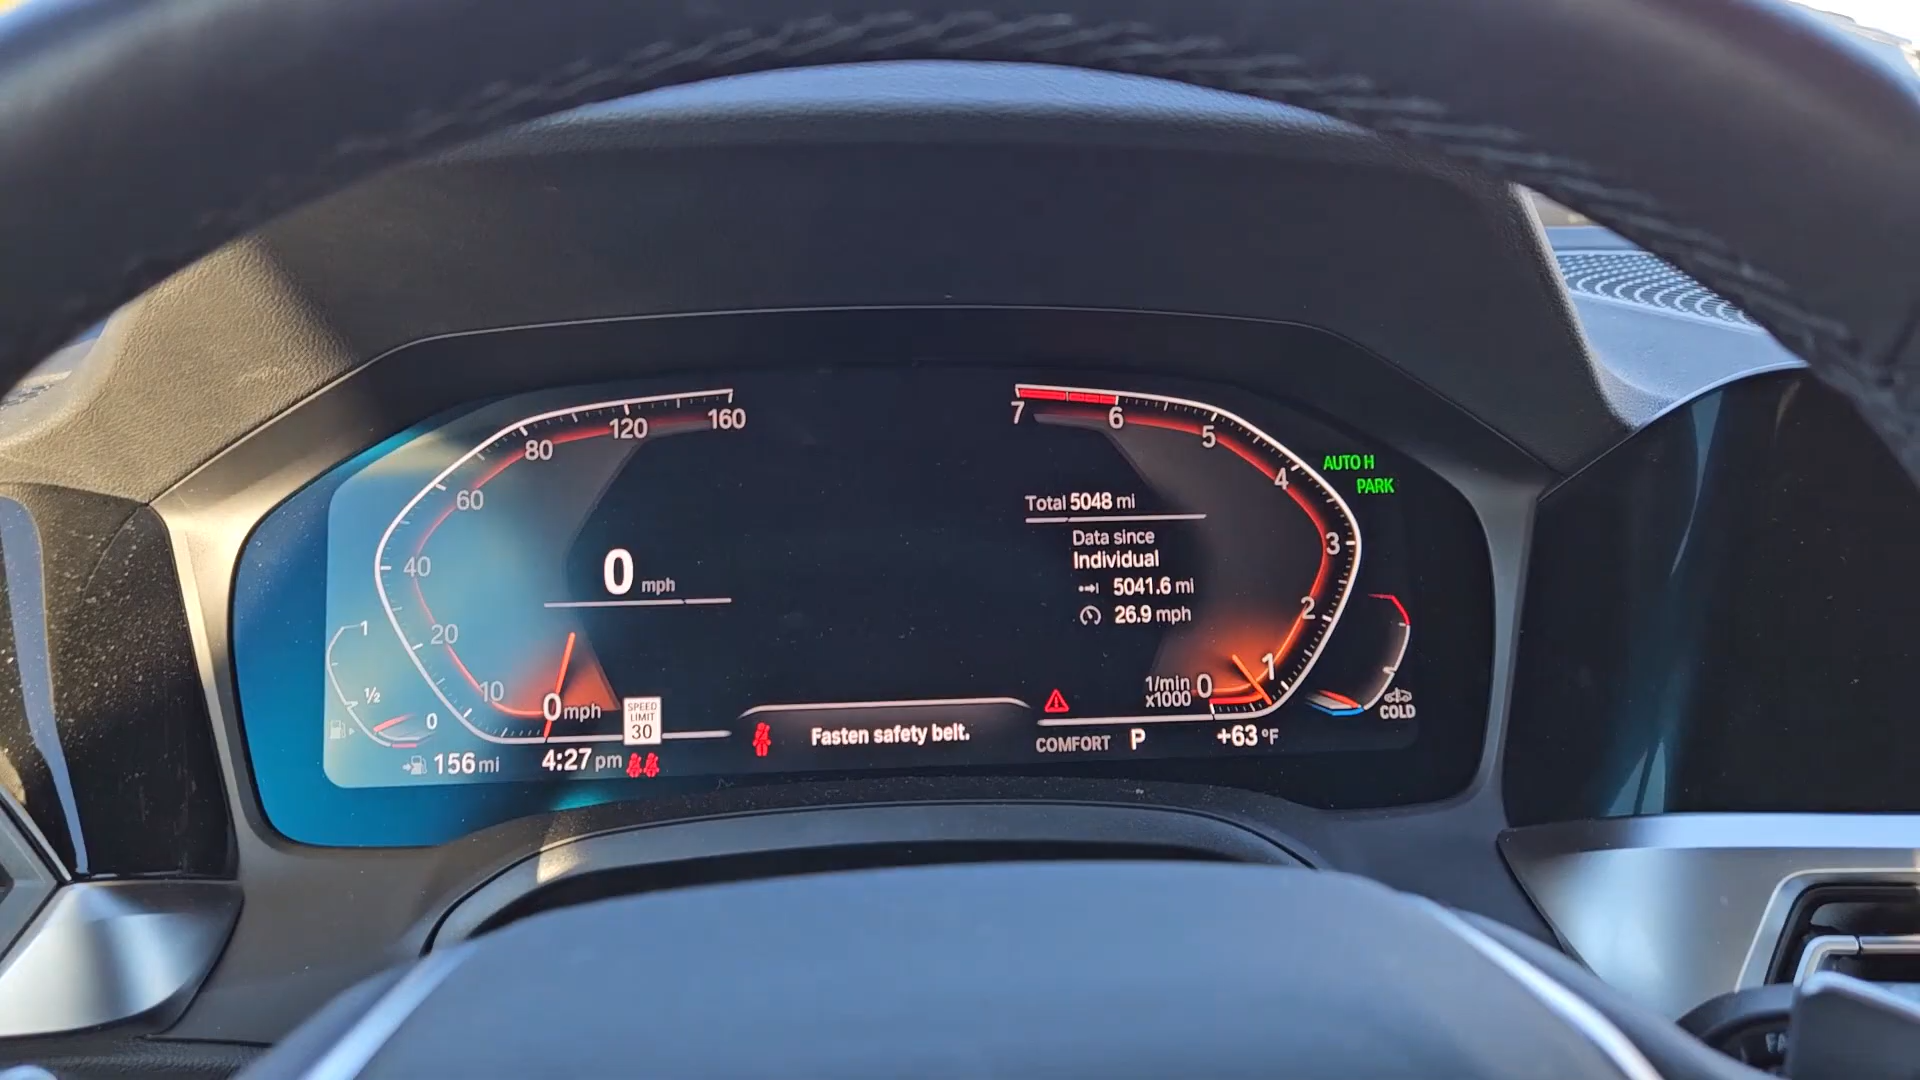 160
120
80
60
40
20
10
0 mph
0 mph
SPEED
LIMIT
30
1
½
0
156 mi
4:27 pm
Fasten safety belt.
7
6
5
4
3
2
1
0
1/min
x1000
Total 5048 mi
Data since
Individual
5041.6 mi
26.9 mph
AUTO H
PARK
COLD
COMFORT P
+63 °F